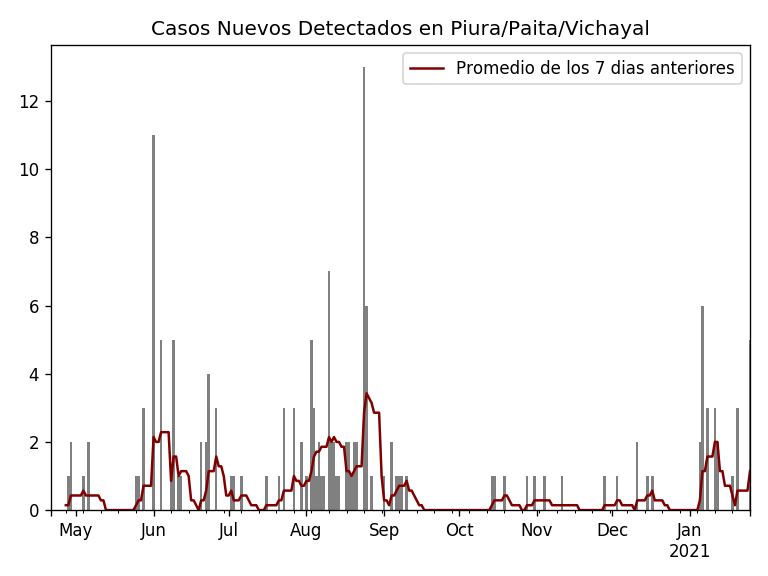 Casos Nuevos Detectados en Piura/Paita/Vichayal
Promedio de los 7 dias anteriores
12
10
8
6
4
2
0
May Jun Jul Aug Sep Oct Nov Dec Jan
2021